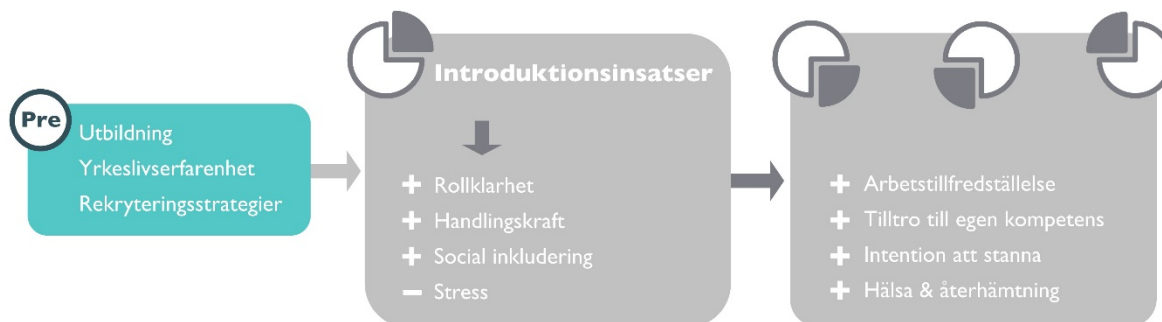 Pre
Utbildning
Yrkeslivserfarenhet
Rekryteringsstrategier
Introduktionsinsatser
+ Rollklarhet
+ Handlingskraft
+ Social inkludering
– Stress
+ Arbetstillfredställelse
+ Tilltro till egen kompetens
+ Intention att stanna
+ Hälsa & återhämtning